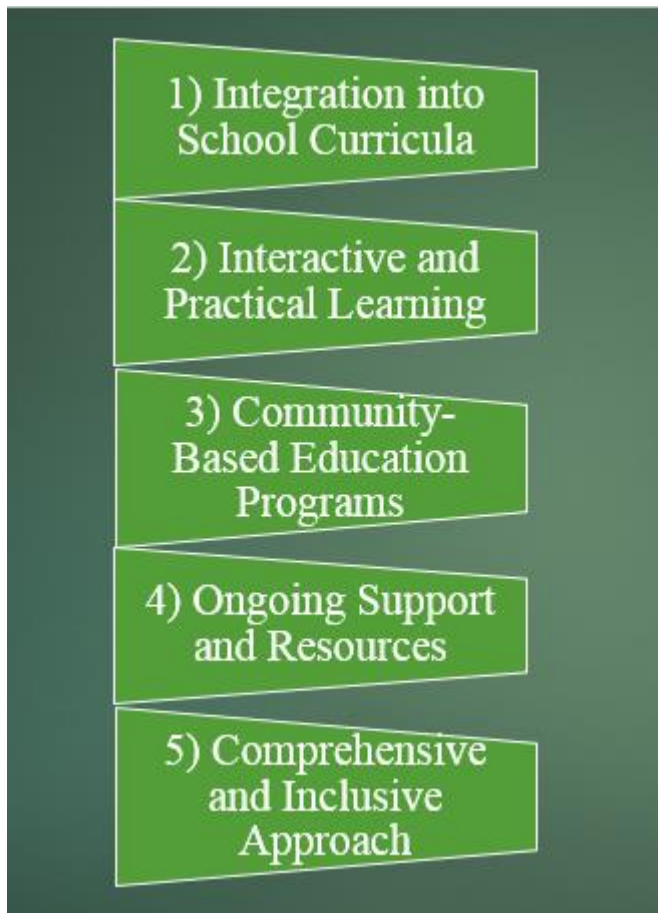 1) Integration into
School Curricula
2) Interactive and
Practical Learning
3) Community-
Based Education
Programs
4) Ongoing Support
and Resources
5) Comprehensive
and Inclusive
Approach